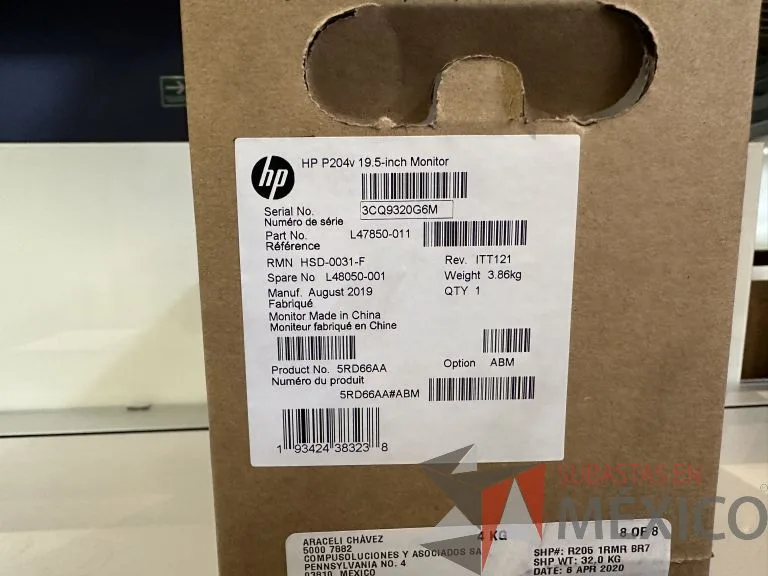 hp
HP P204v 19.5-inch Monitor
Serial No. 3CQ9320G6M
Numéro de série
Part No. L47850-011
Référence
RMN HSD-0031-F Rev. ITT121
Spare No L48050-001 Weight 3.86kg
Manuf. August 2019 QTY 1
Fabriqué
Monitor Made in China
Moniteur fabriqué en Chine
Product No. 5RD66AA Option ABM
Numéro du produit
5RD66AA#ABM
1 93424 38323 8
SUBASTAS EN
MÉXICO
ARACELI CHÁVEZ 4 KG 8 OF 8
5000 7882
COMPUSOLUCIONES Y ASOCIADOS SA SHP#: R205 1RMR BR7
PENNSYLVANIA NO. 4 SHP WT: 32.0 KG
03810 MEXICO DATE: 6 APR 2020